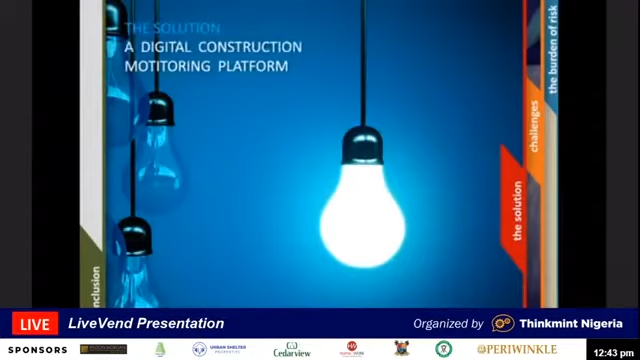 THE SOLUTION
A DIGITAL CONSTRUCTION
MOTITORING PLATFORM
the burden of risk
challenges
the solution
nclusion
LIVE
LiveVend Presentation
Organized by
Thinkmint Nigeria
SPONSORS
URBAN SHELTER
Cedarview
PERIWINKLE
12:43 pm